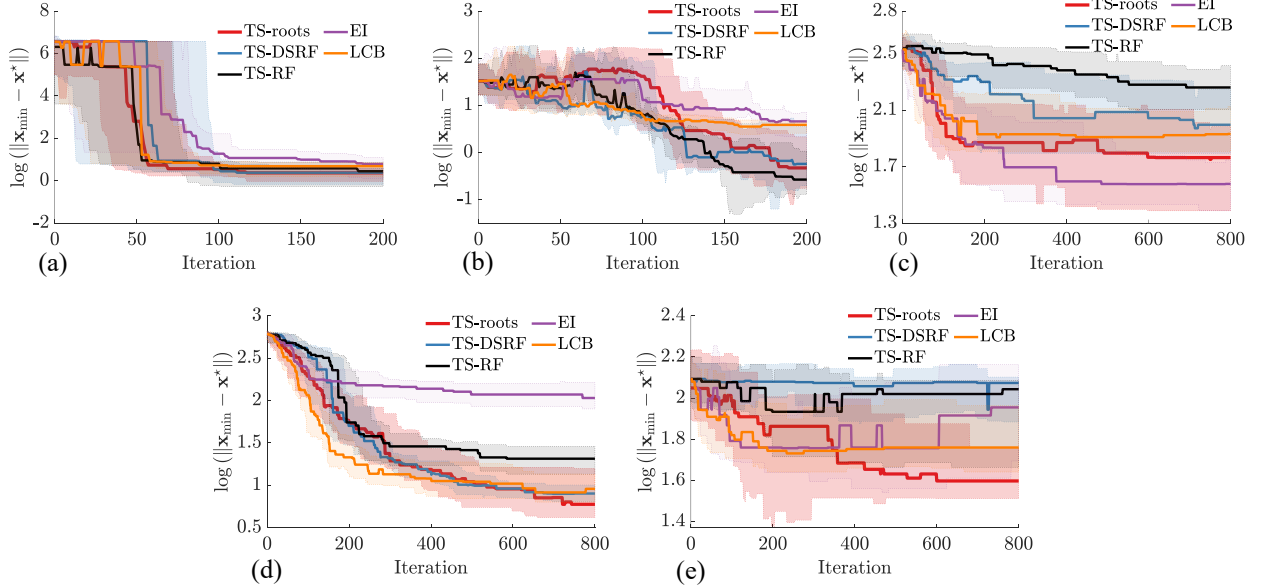 log (||x_min − x*||)
6
4
2
0
-2
0 50 100 150 200
TS-roots EI
TS-DSRF LCB
TS-RF
Iteration
(a)
log (||x_min − x*||)
3
2
1
0
-1
0 50 100 150 200
TS-roots EI
TS-DSRF LCB
TS-RF
Iteration
(b)
log (||x_min − x*||)
2.8
2.5
2.1
1.7
1.3
0 200 400 600 800
TS-roots EI
TS-DSRF LCB
TS-RF
Iteration
(c)
log (||x_min − x*||)
3
2.5
2
1.5
1
0.5
0 200 400 600 800
TS-roots EI
TS-DSRF LCB
TS-RF
Iteration
(d)
log (||x_min − x*||)
2.4
2.2
2
1.8
1.6
1.4
0 200 400 600 800
TS-roots EI
TS-DSRF LCB
TS-RF
Iteration
(e)